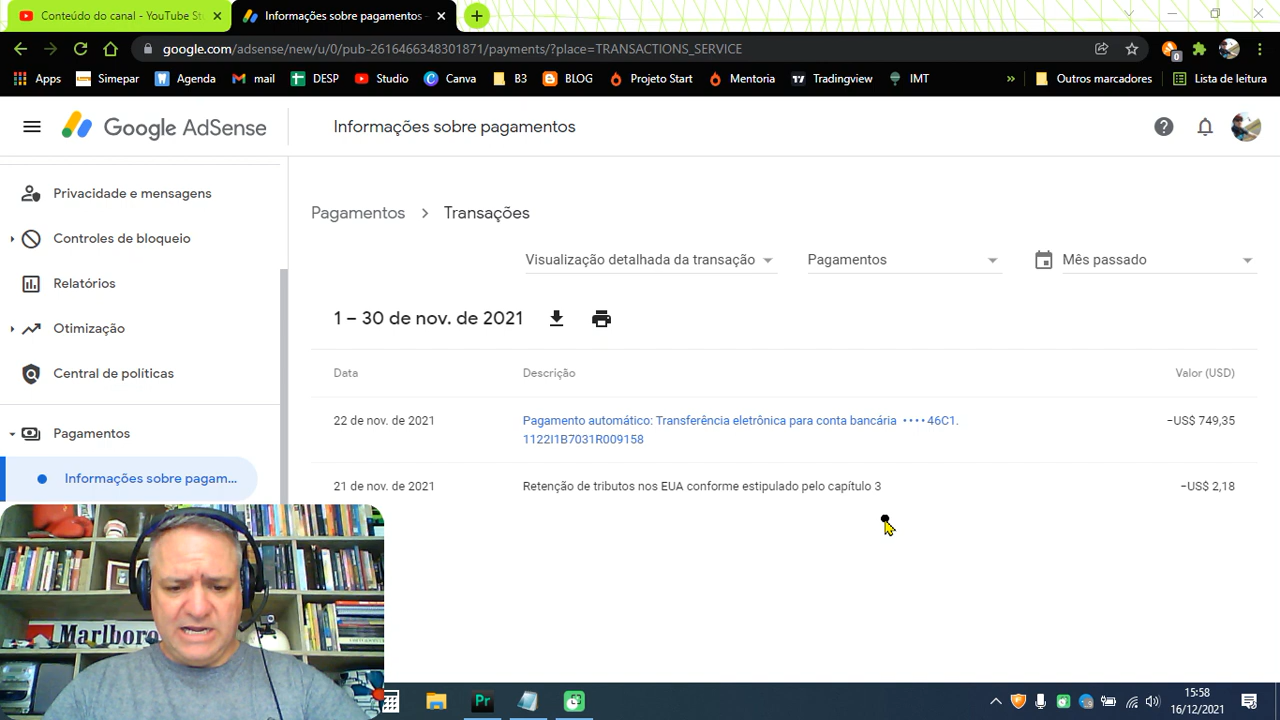 Conteúdo do canal - YouTube St
Informações sobre pagamentos -
google.com/adsense/new/u/0/pub-2616466348301871/payments/?place=TRANSACTIONS_SERVICE
Apps Simepar Agenda mail DESP Studio Canva B3 BLOG Projeto Start Mentoria Tradingview IMT » Outros marcadores Lista de leitura
Google AdSense
Informações sobre pagamentos
Privacidade e mensagens
Controles de bloqueio
Relatórios
Otimização
Central de políticas
Pagamentos
Informações sobre pagam...
Pagamentos > Transações
Visualização detalhada da transação Pagamentos Mês passado
1 – 30 de nov. de 2021
Data Descrição Valor (USD)
22 de nov. de 2021 Pagamento automático: Transferência eletrônica para conta bancária ••••46C1. −US$ 749,35
1122I1B7031R009158
21 de nov. de 2021 Retenção de tributos nos EUA conforme estipulado pelo capítulo 3 −US$ 2,18
Marlboro
Pr
15:58
16/12/2021